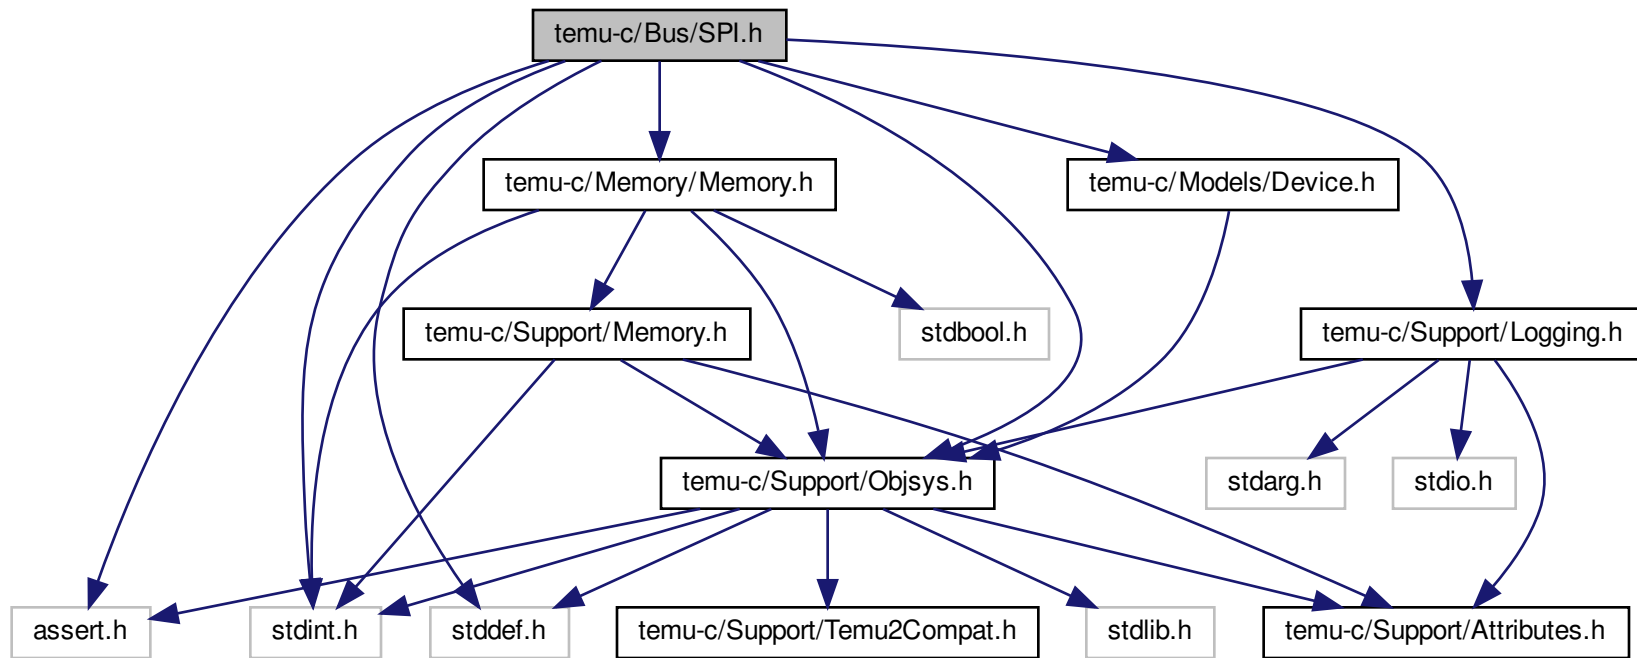 temu-c/Bus/SPI.h
temu-c/Memory/Memory.h
temu-c/Models/Device.h
temu-c/Support/Memory.h
stdbool.h
temu-c/Support/Logging.h
temu-c/Support/Objsys.h
stdarg.h
stdio.h
assert.h
stdint.h
stddef.h
temu-c/Support/Temu2Compat.h
stdlib.h
temu-c/Support/Attributes.h